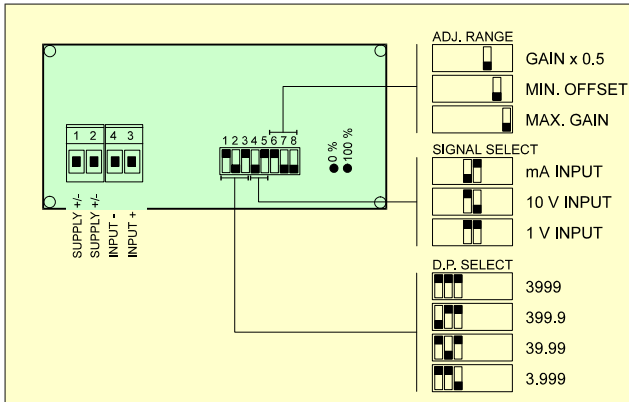 ADJ. RANGE
GAIN x 0.5
MIN. OFFSET
MAX. GAIN
1 2 4 3
SUPPLY +/-
SUPPLY +/-
INPUT -
INPUT +
1 2 3 4 5 6 7 8
0 %
100 %
SIGNAL SELECT
mA INPUT
10 V INPUT
1 V INPUT
D.P. SELECT
3999
399.9
39.99
3.999